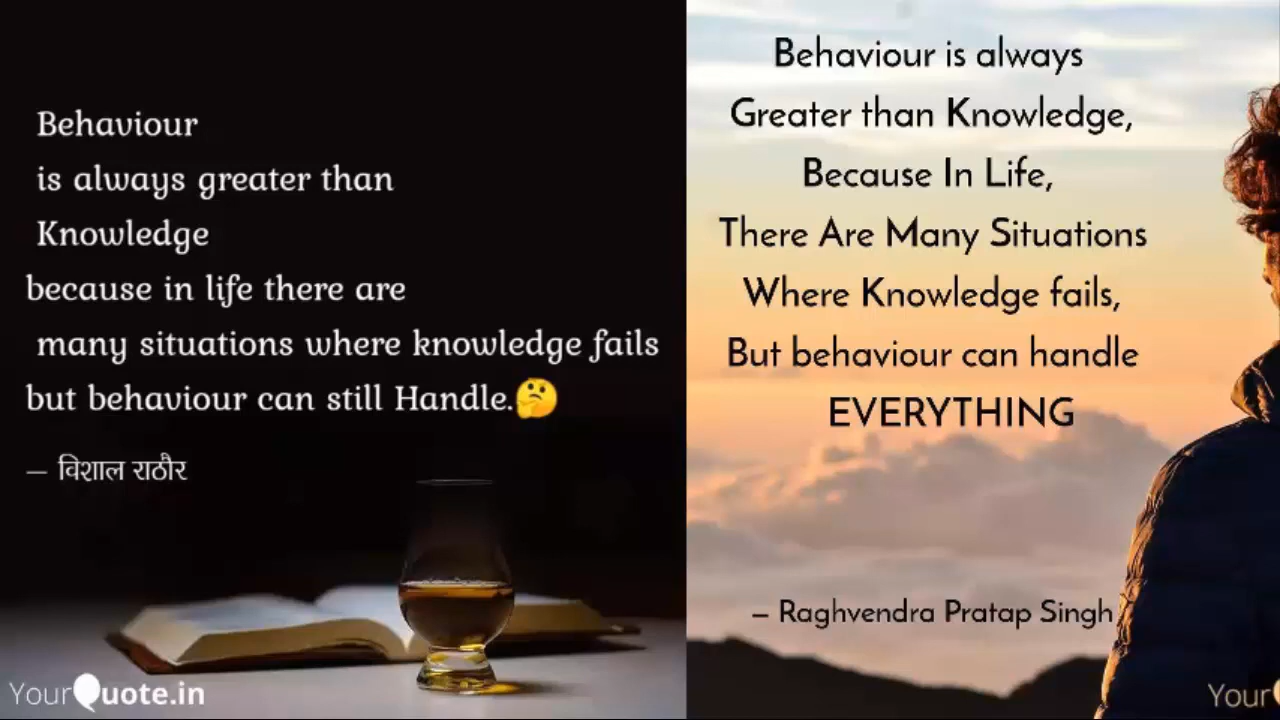 Behaviour
is always greater than
Knowledge
because in life there are
many situations where knowledge fails
but behaviour can still Handle.🤔
— विशाल राठौर
YourQuote.in
Behaviour is always
Greater than Knowledge,
Because In Life,
There Are Many Situations
Where Knowledge fails,
But behaviour can handle
EVERYTHING
– Raghvendra Pratap Singh
Your